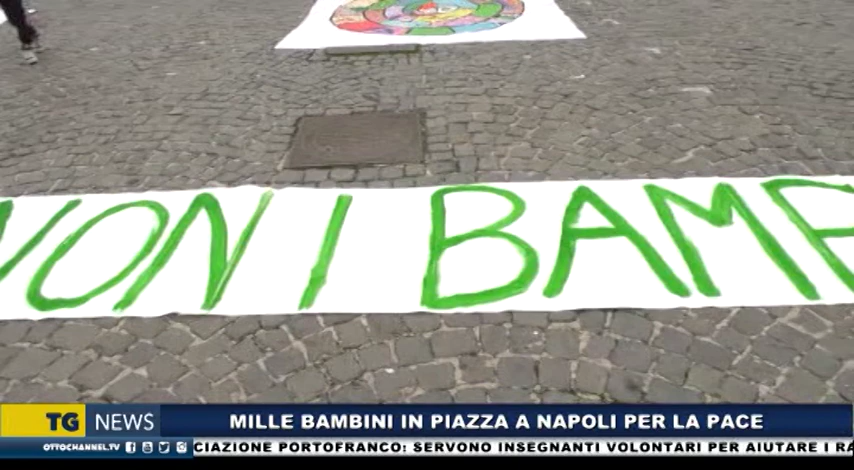 NON I BAMB
TG NEWS MILLE BAMBINI IN PIAZZA A NAPOLI PER LA PACE
OTTOCHANNEL.TV CIAZIONE PORTOFRANCO: SERVONO INSEGNANTI VOLONTARI PER AIUTARE I RA